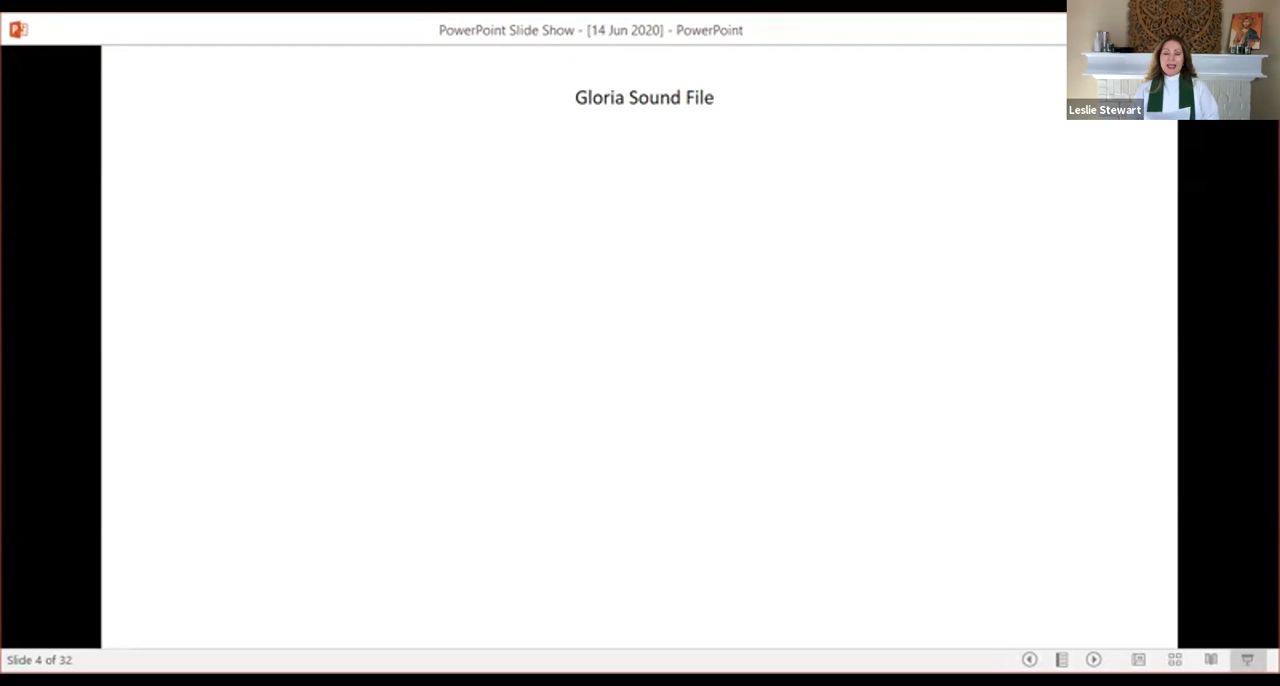 PowerPoint Slide Show - [14 Jun 2020] - PowerPoint
Leslie Stewart
Gloria Sound File
Slide 4 of 32